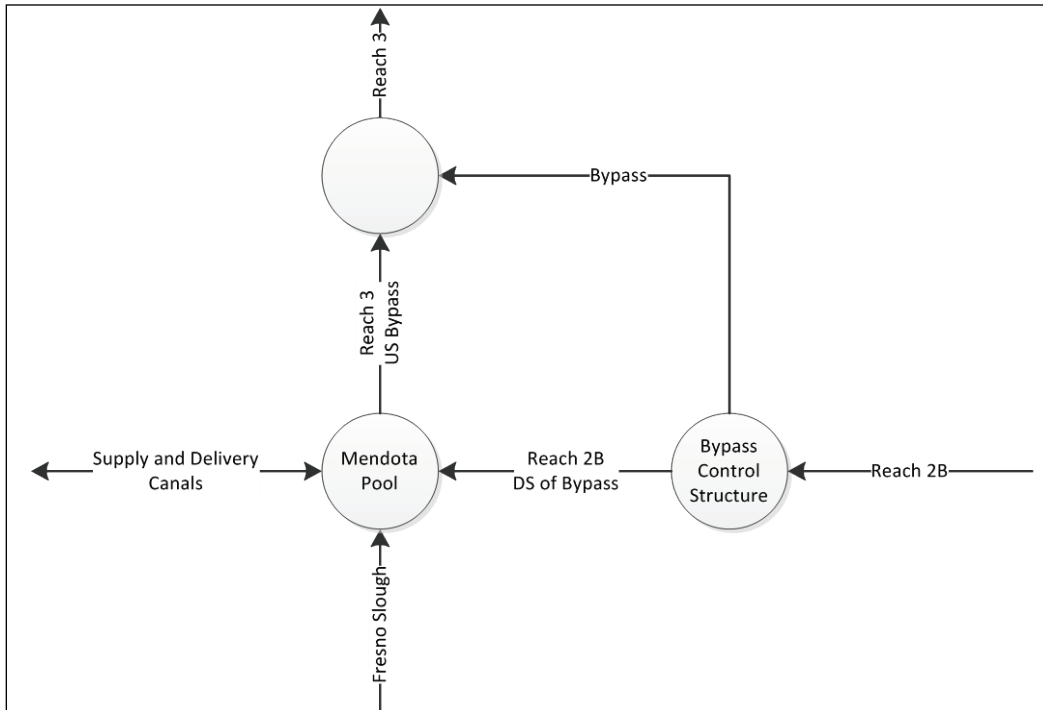 Reach 3
Bypass
Reach 3
US Bypass
Supply and Delivery
Canals
Mendota
Pool
Reach 2B
DS of Bypass
Bypass
Control
Structure
Reach 2B
Fresno Slough